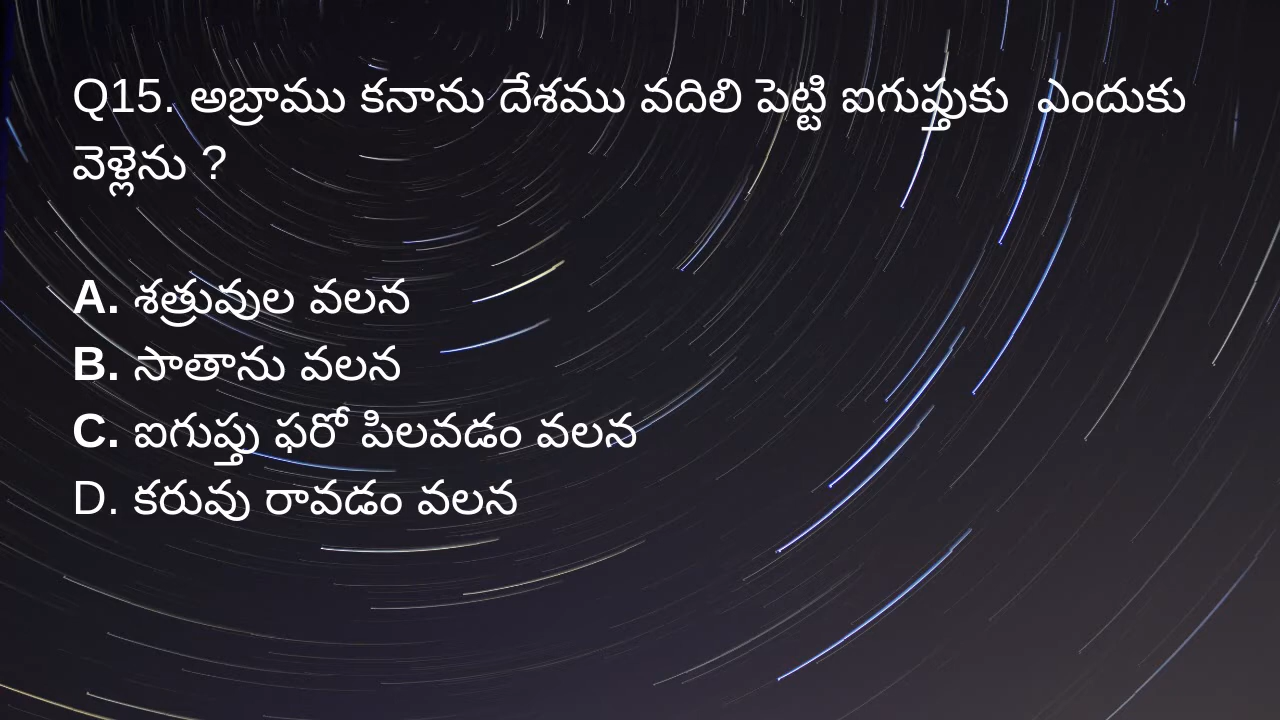 Q15. అబ్రాము కనాను దేశము వదిలి పెట్టి ఐగుప్తుకు  ఎందుకు
వెళ్లెను ?
A. శత్రువుల వలన
B. సాతాను వలన
C. ఐగుప్తు ఫరో పిలవడం వలన
D. కరువు రావడం వలన